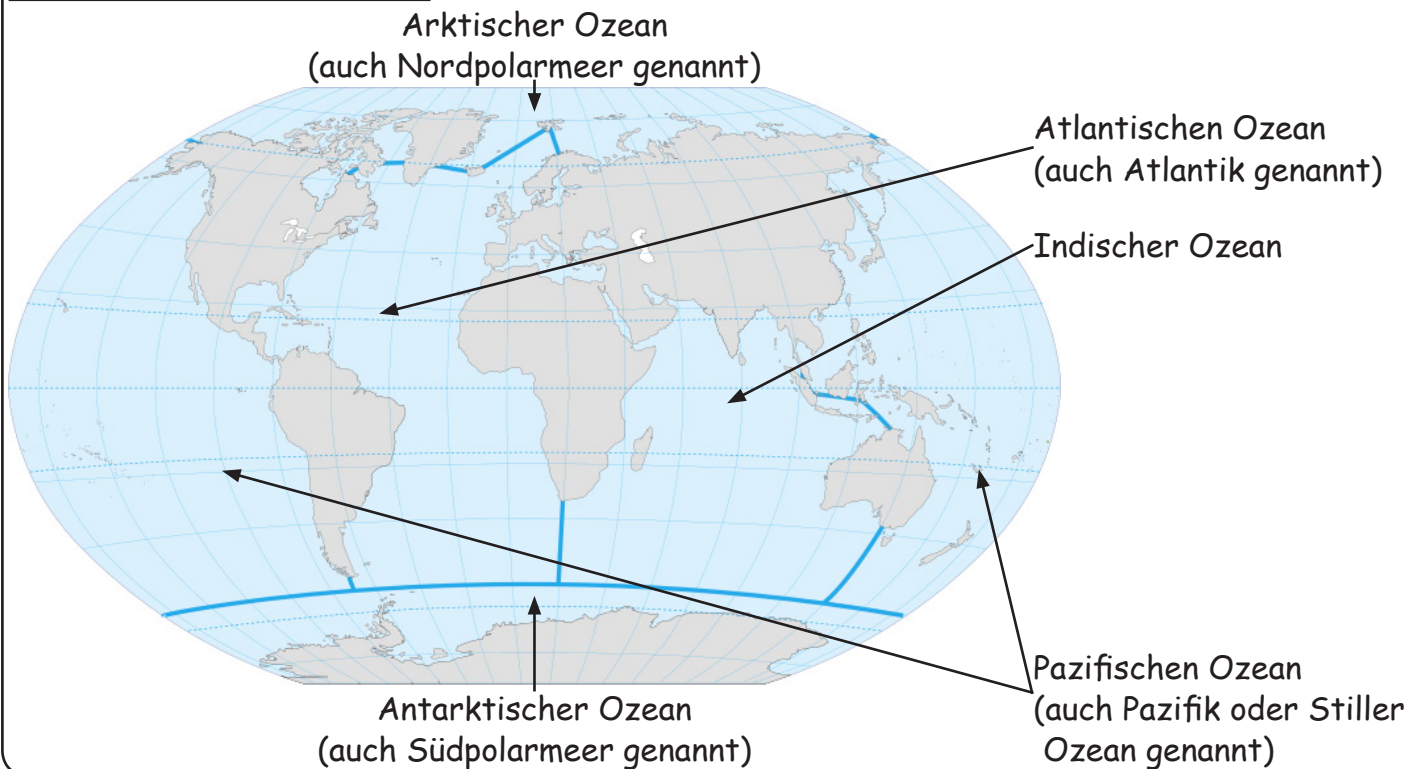 Arktischer Ozean
(auch Nordpolarmeer genannt)
Atlantischen Ozean
(auch Atlantik genannt)
Indischer Ozean
Pazifischen Ozean
(auch Pazifik oder Stiller
Ozean genannt)
Antarktischer Ozean
(auch Südpolarmeer genannt)